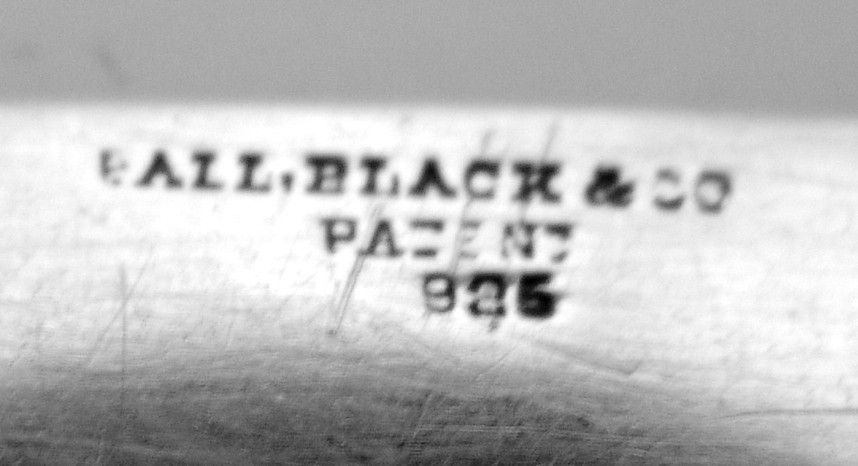 BALL, BLACK & CO
PATENT
925